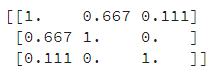 [[1.    0.667 0.111]
 [0.667 1.    0.   ]
 [0.111 0.    1.   ]]